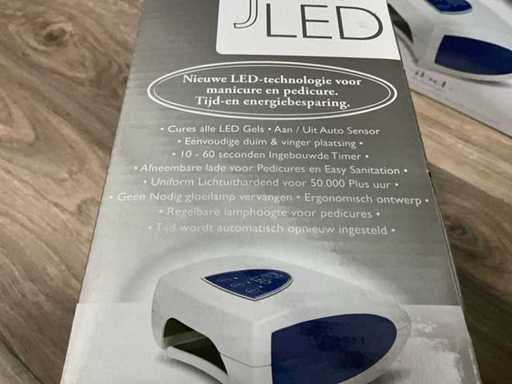 J
LED
Nieuwe LED-technologie voor
manicure en pedicure.
Tijd-en energiebesparing.
• Cures alle LED Gels • Aan / Uit Auto Sensor
• Eenvoudige duim & vinger plaatsing •
• 10 - 60 seconden Ingebouwde Timer •
• Afneembare lade voor Pedicures en Easy Sanitation •
• Uniform Lichtuithardend voor 50.000 Plus uur •
• Geen Nodig gloeilamp vervangen • Ergonomisch ontwerp •
• Regelbare lamphoogte voor pedicures •
• Tijd wordt automatisch opnieuw ingesteld •
ibd